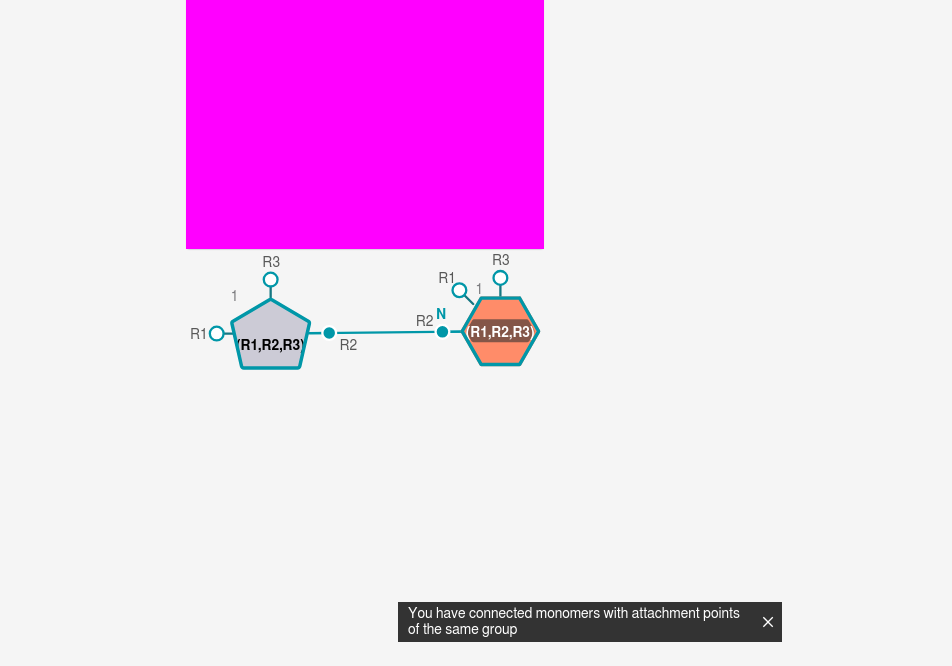 R3
R3
R1
1
1
N
R2
R1
(R1,R2,R3)
R2
(R1,R2,R3)
You have connected monomers with attachment points
of the same group